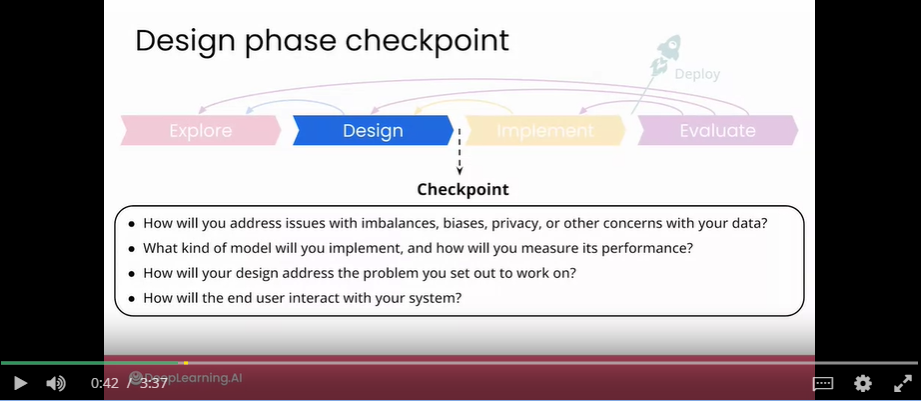 Design phase checkpoint
Deploy
Explore
Design
Implement
Evaluate
Checkpoint
• How will you address issues with imbalances, biases, privacy, or other concerns with your data?
• What kind of model will you implement, and how will you measure its performance?
• How will your design address the problem you set out to work on?
• How will the end user interact with your system?
DeepLearning.AI
0:42 / 3:37